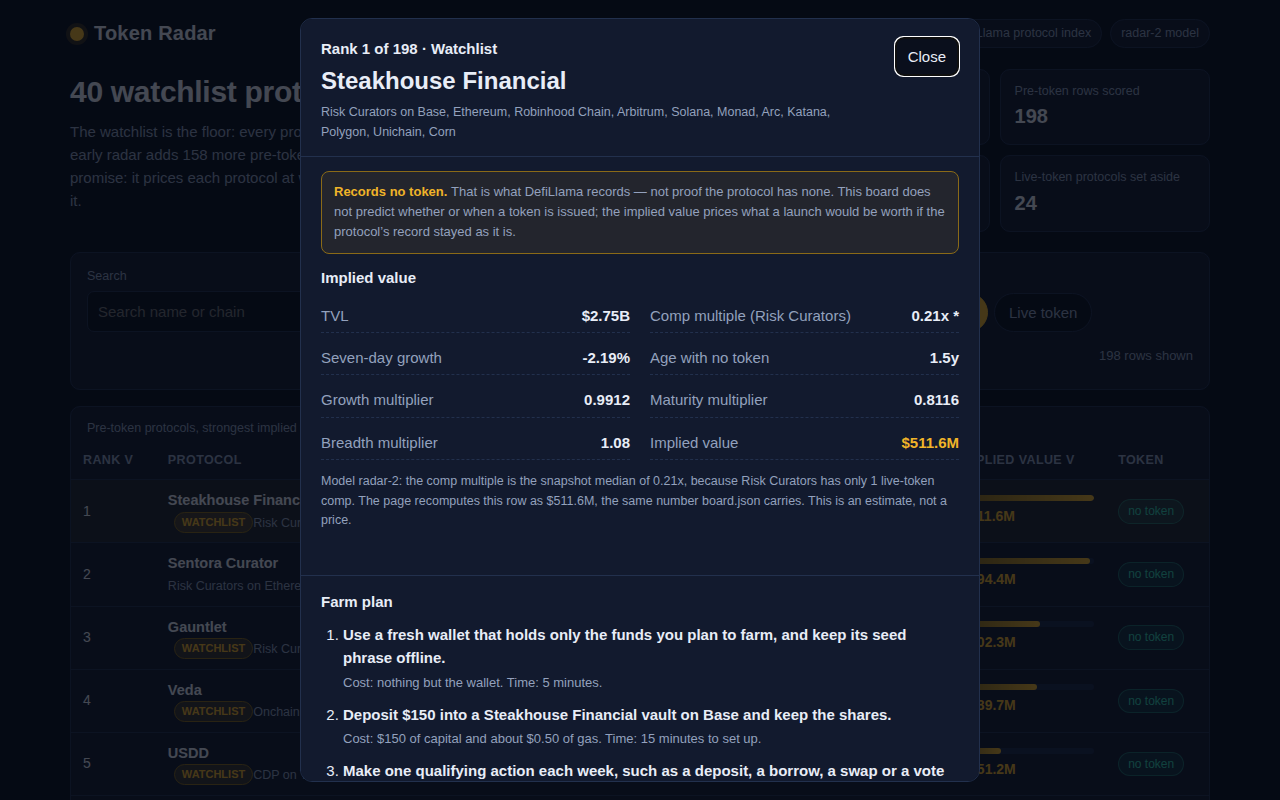 Token Radar
Llama protocol index
radar-2 model
40 watchlist prot
The watchlist is the floor: every pro
early radar adds 158 more pre-toke
promise: it prices each protocol at
it.
Pre-token rows scored
198
Live-token protocols set aside
24
Search
Search name or chain
Live token
198 rows shown
Pre-token protocols, strongest implied
RANK V
PROTOCOL
PLIED VALUE V
TOKEN
1
Steakhouse Financ
WATCHLIST Risk Cur
11.6M
no token
2
Sentora Curator
Risk Curators on Ethere
94.4M
no token
3
Gauntlet
WATCHLIST Risk Cur
02.3M
no token
4
Veda
WATCHLIST Onchain
39.7M
no token
5
USDD
WATCHLIST CDP on
51.2M
no token
Rank 1 of 198 · Watchlist
Close
Steakhouse Financial
Risk Curators on Base, Ethereum, Robinhood Chain, Arbitrum, Solana, Monad, Arc, Katana,
Polygon, Unichain, Corn
Records no token. That is what DefiLlama records — not proof the protocol has none. This board does
not predict whether or when a token is issued; the implied value prices what a launch would be worth if the
protocol’s record stayed as it is.
Implied value
TVL $2.75B
Comp multiple (Risk Curators) 0.21x *
Seven-day growth -2.19%
Age with no token 1.5y
Growth multiplier 0.9912
Maturity multiplier 0.8116
Breadth multiplier 1.08
Implied value $511.6M
Model radar-2: the comp multiple is the snapshot median of 0.21x, because Risk Curators has only 1 live-token
comp. The page recomputes this row as $511.6M, the same number board.json carries. This is an estimate, not a
price.
Farm plan
1. Use a fresh wallet that holds only the funds you plan to farm, and keep its seed
phrase offline.
Cost: nothing but the wallet. Time: 5 minutes.
2. Deposit $150 into a Steakhouse Financial vault on Base and keep the shares.
Cost: $150 of capital and about $0.50 of gas. Time: 15 minutes to set up.
3. Make one qualifying action each week, such as a deposit, a borrow, a swap or a vote